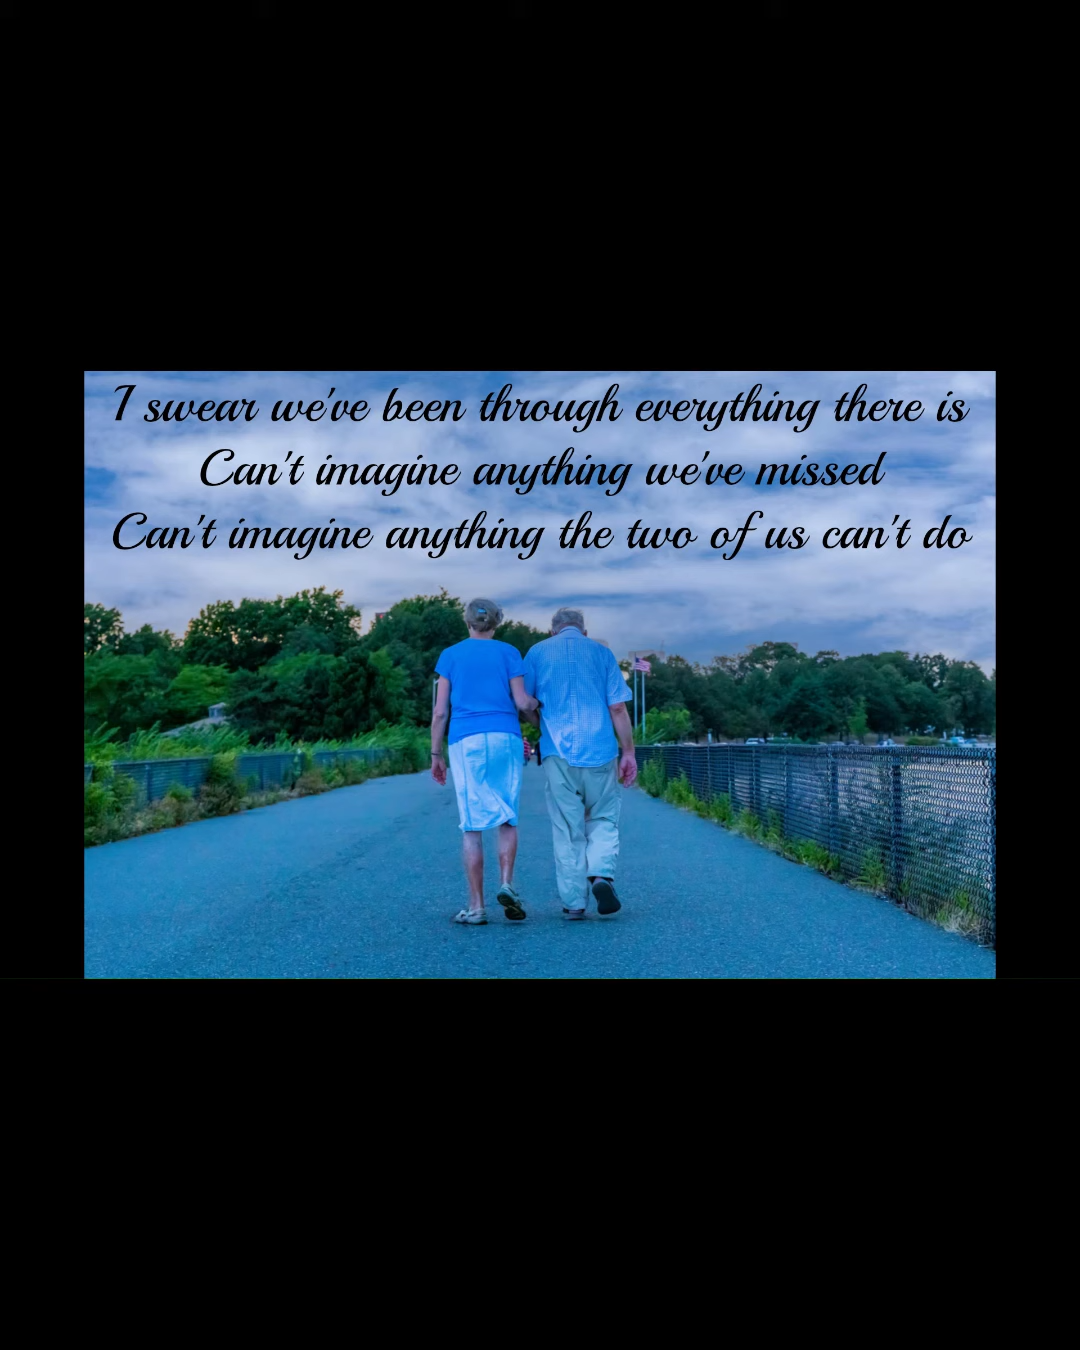 I swear we've been through everything there is
Can't imagine anything we've missed
Can't imagine anything the two of us can't do